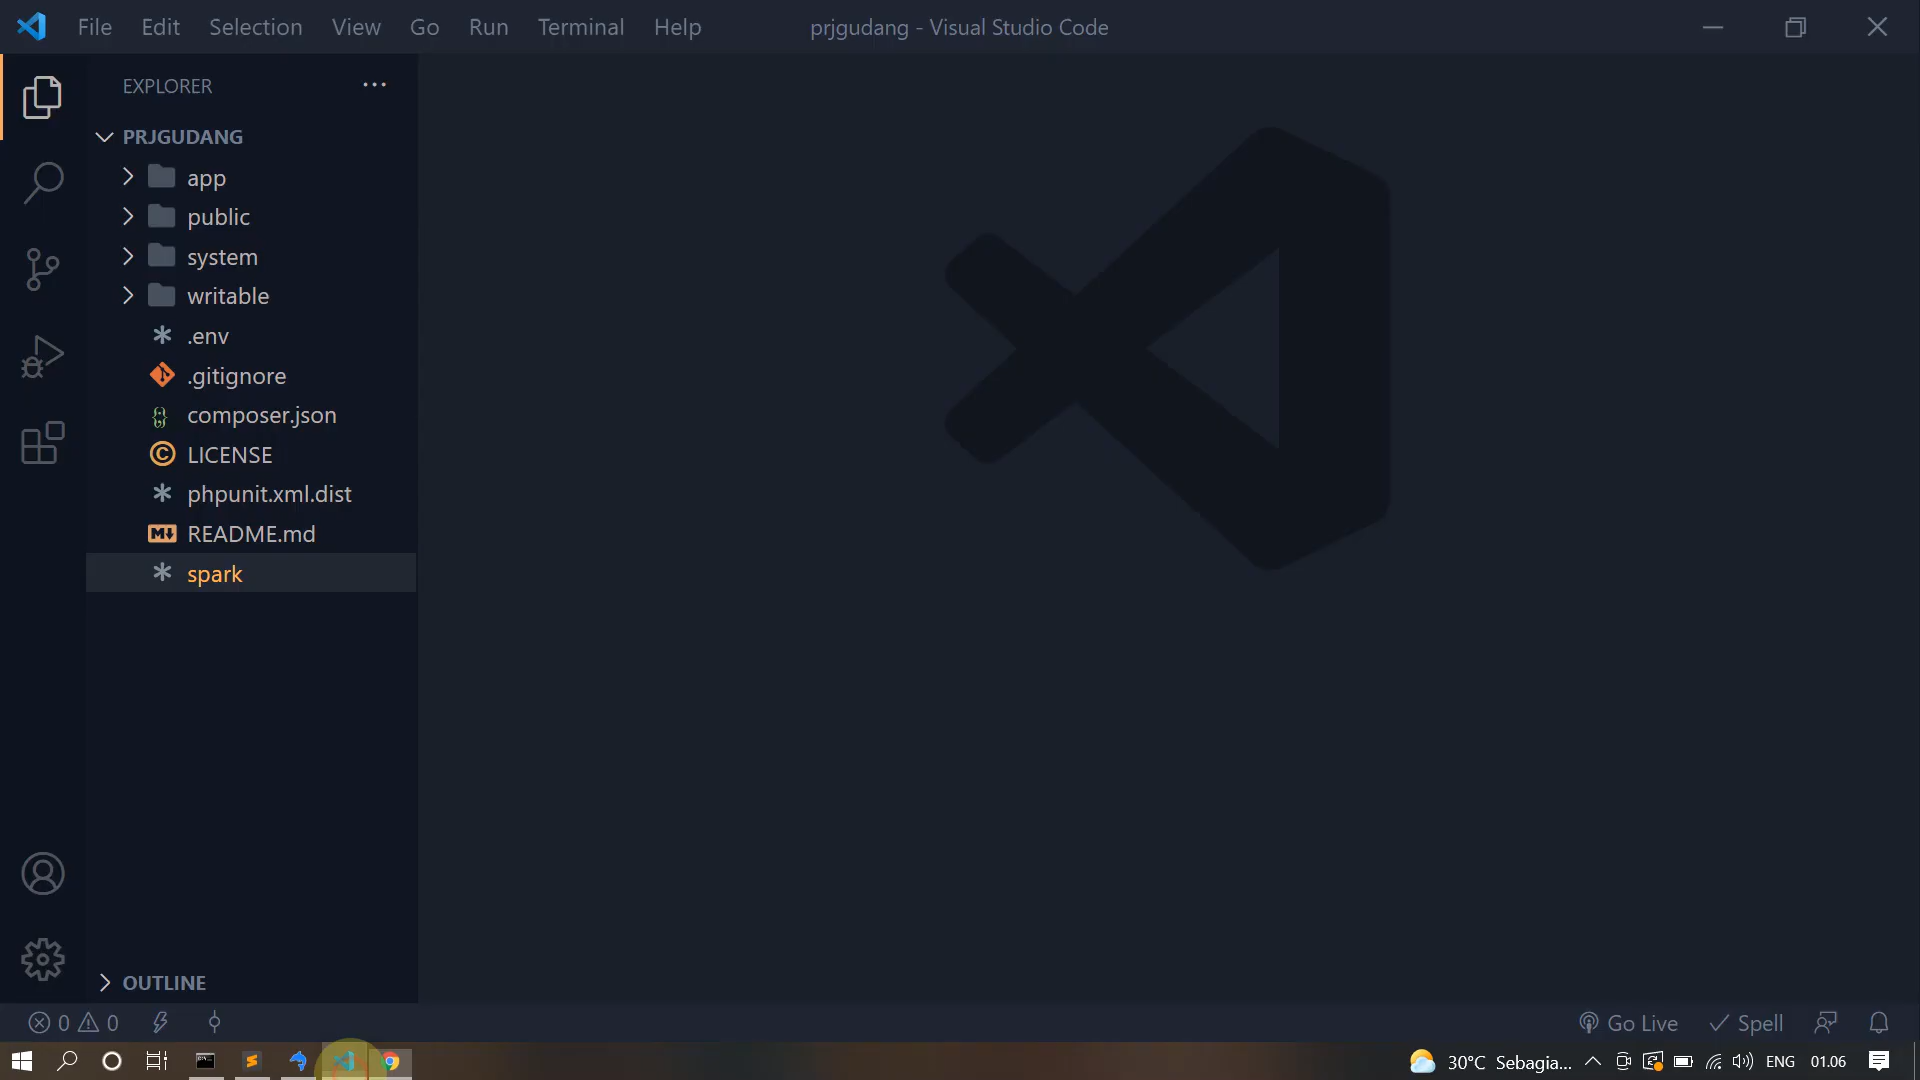 File Edit Selection View Go Run Terminal Help prjgudang - Visual Studio Code
EXPLORER ...
PRJGUDANG
app
public
system
writable
.env
.gitignore
composer.json
LICENSE
phpunit.xml.dist
README.md
spark
OUTLINE
0 0 Go Live Spell
30°C Sebagia... ENG 01.06